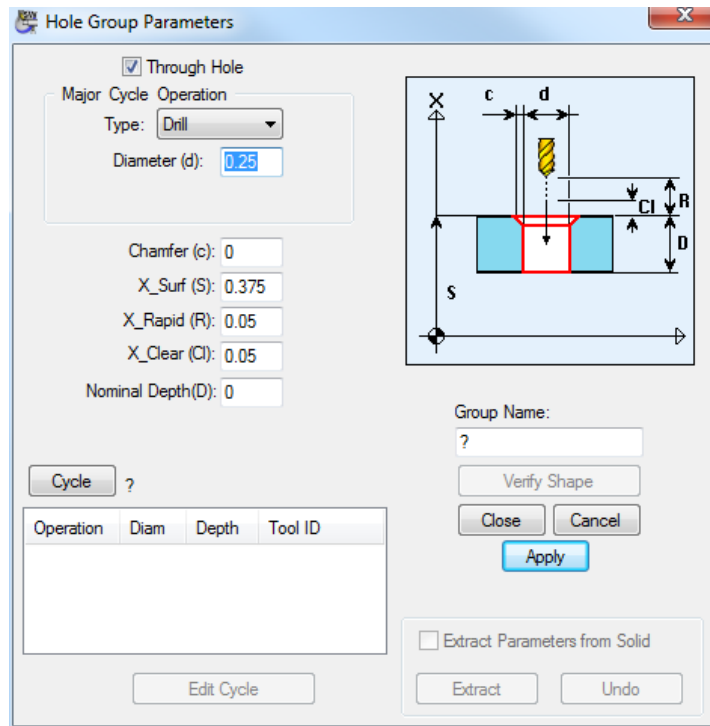 Hole Group Parameters
X
Through Hole
Major Cycle Operation
Type: Drill
Diameter (d): 0.25
Chamfer (c): 0
X_Surf (S): 0.375
X_Rapid (R): 0.05
X_Clear (Cl): 0.05
Nominal Depth(D): 0
X c d
Cl R
D
S
Group Name:
?
Verify Shape
Close Cancel
Apply
Cycle ?
Operation Diam Depth Tool ID
Edit Cycle
Extract Parameters from Solid
Extract Undo